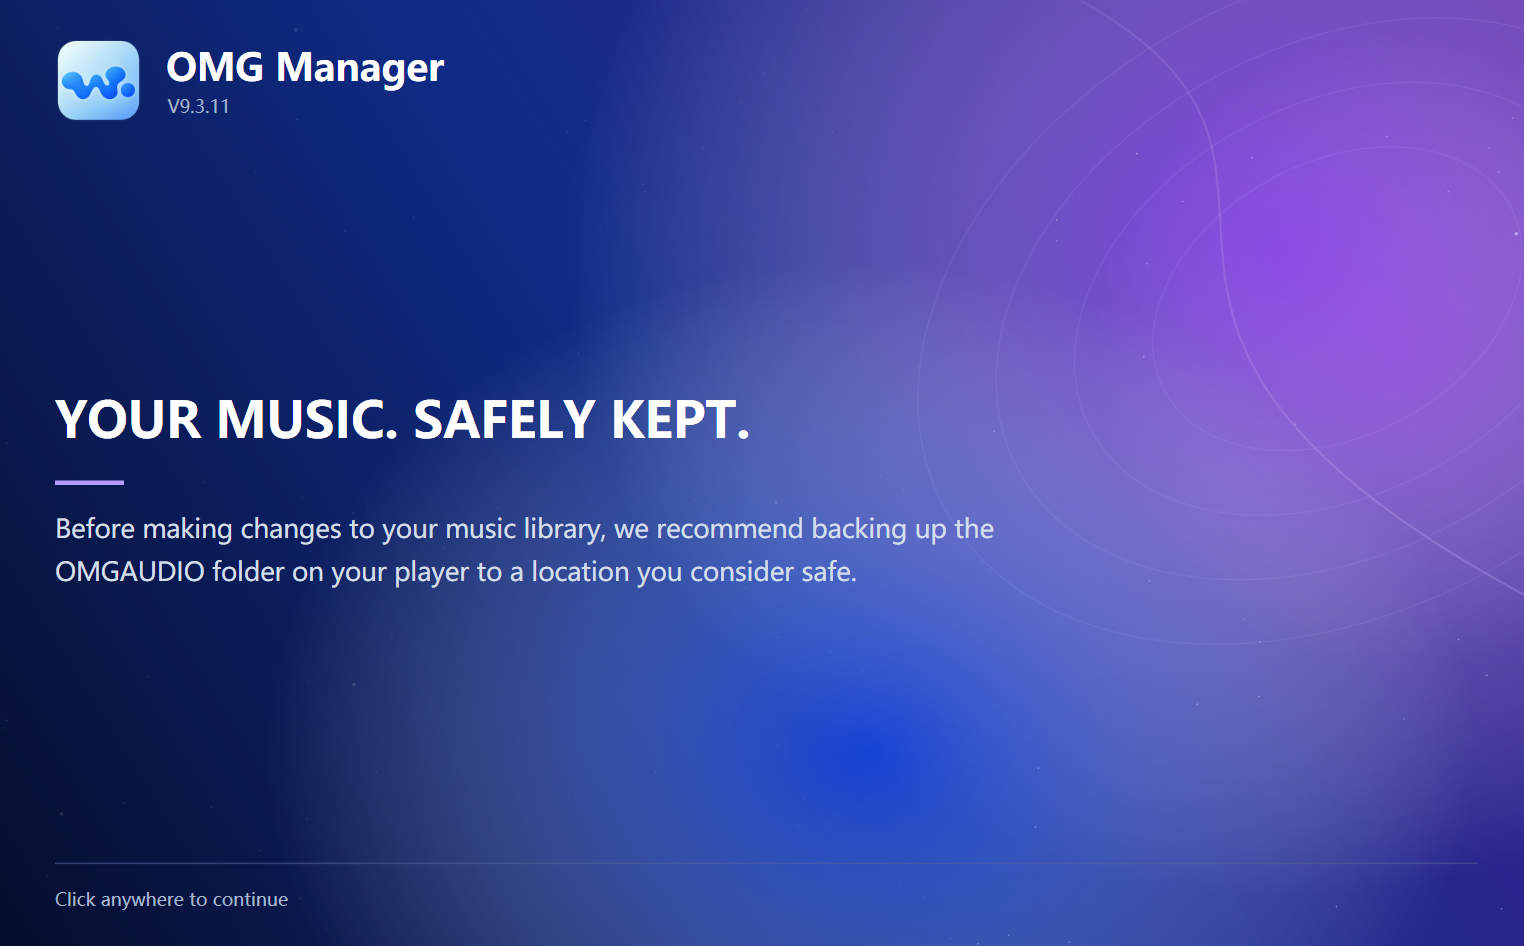 OMG Manager
V9.3.11
YOUR MUSIC. SAFELY KEPT.
Before making changes to your music library, we recommend backing up the
OMGAUDIO folder on your player to a location you consider safe.
Click anywhere to continue